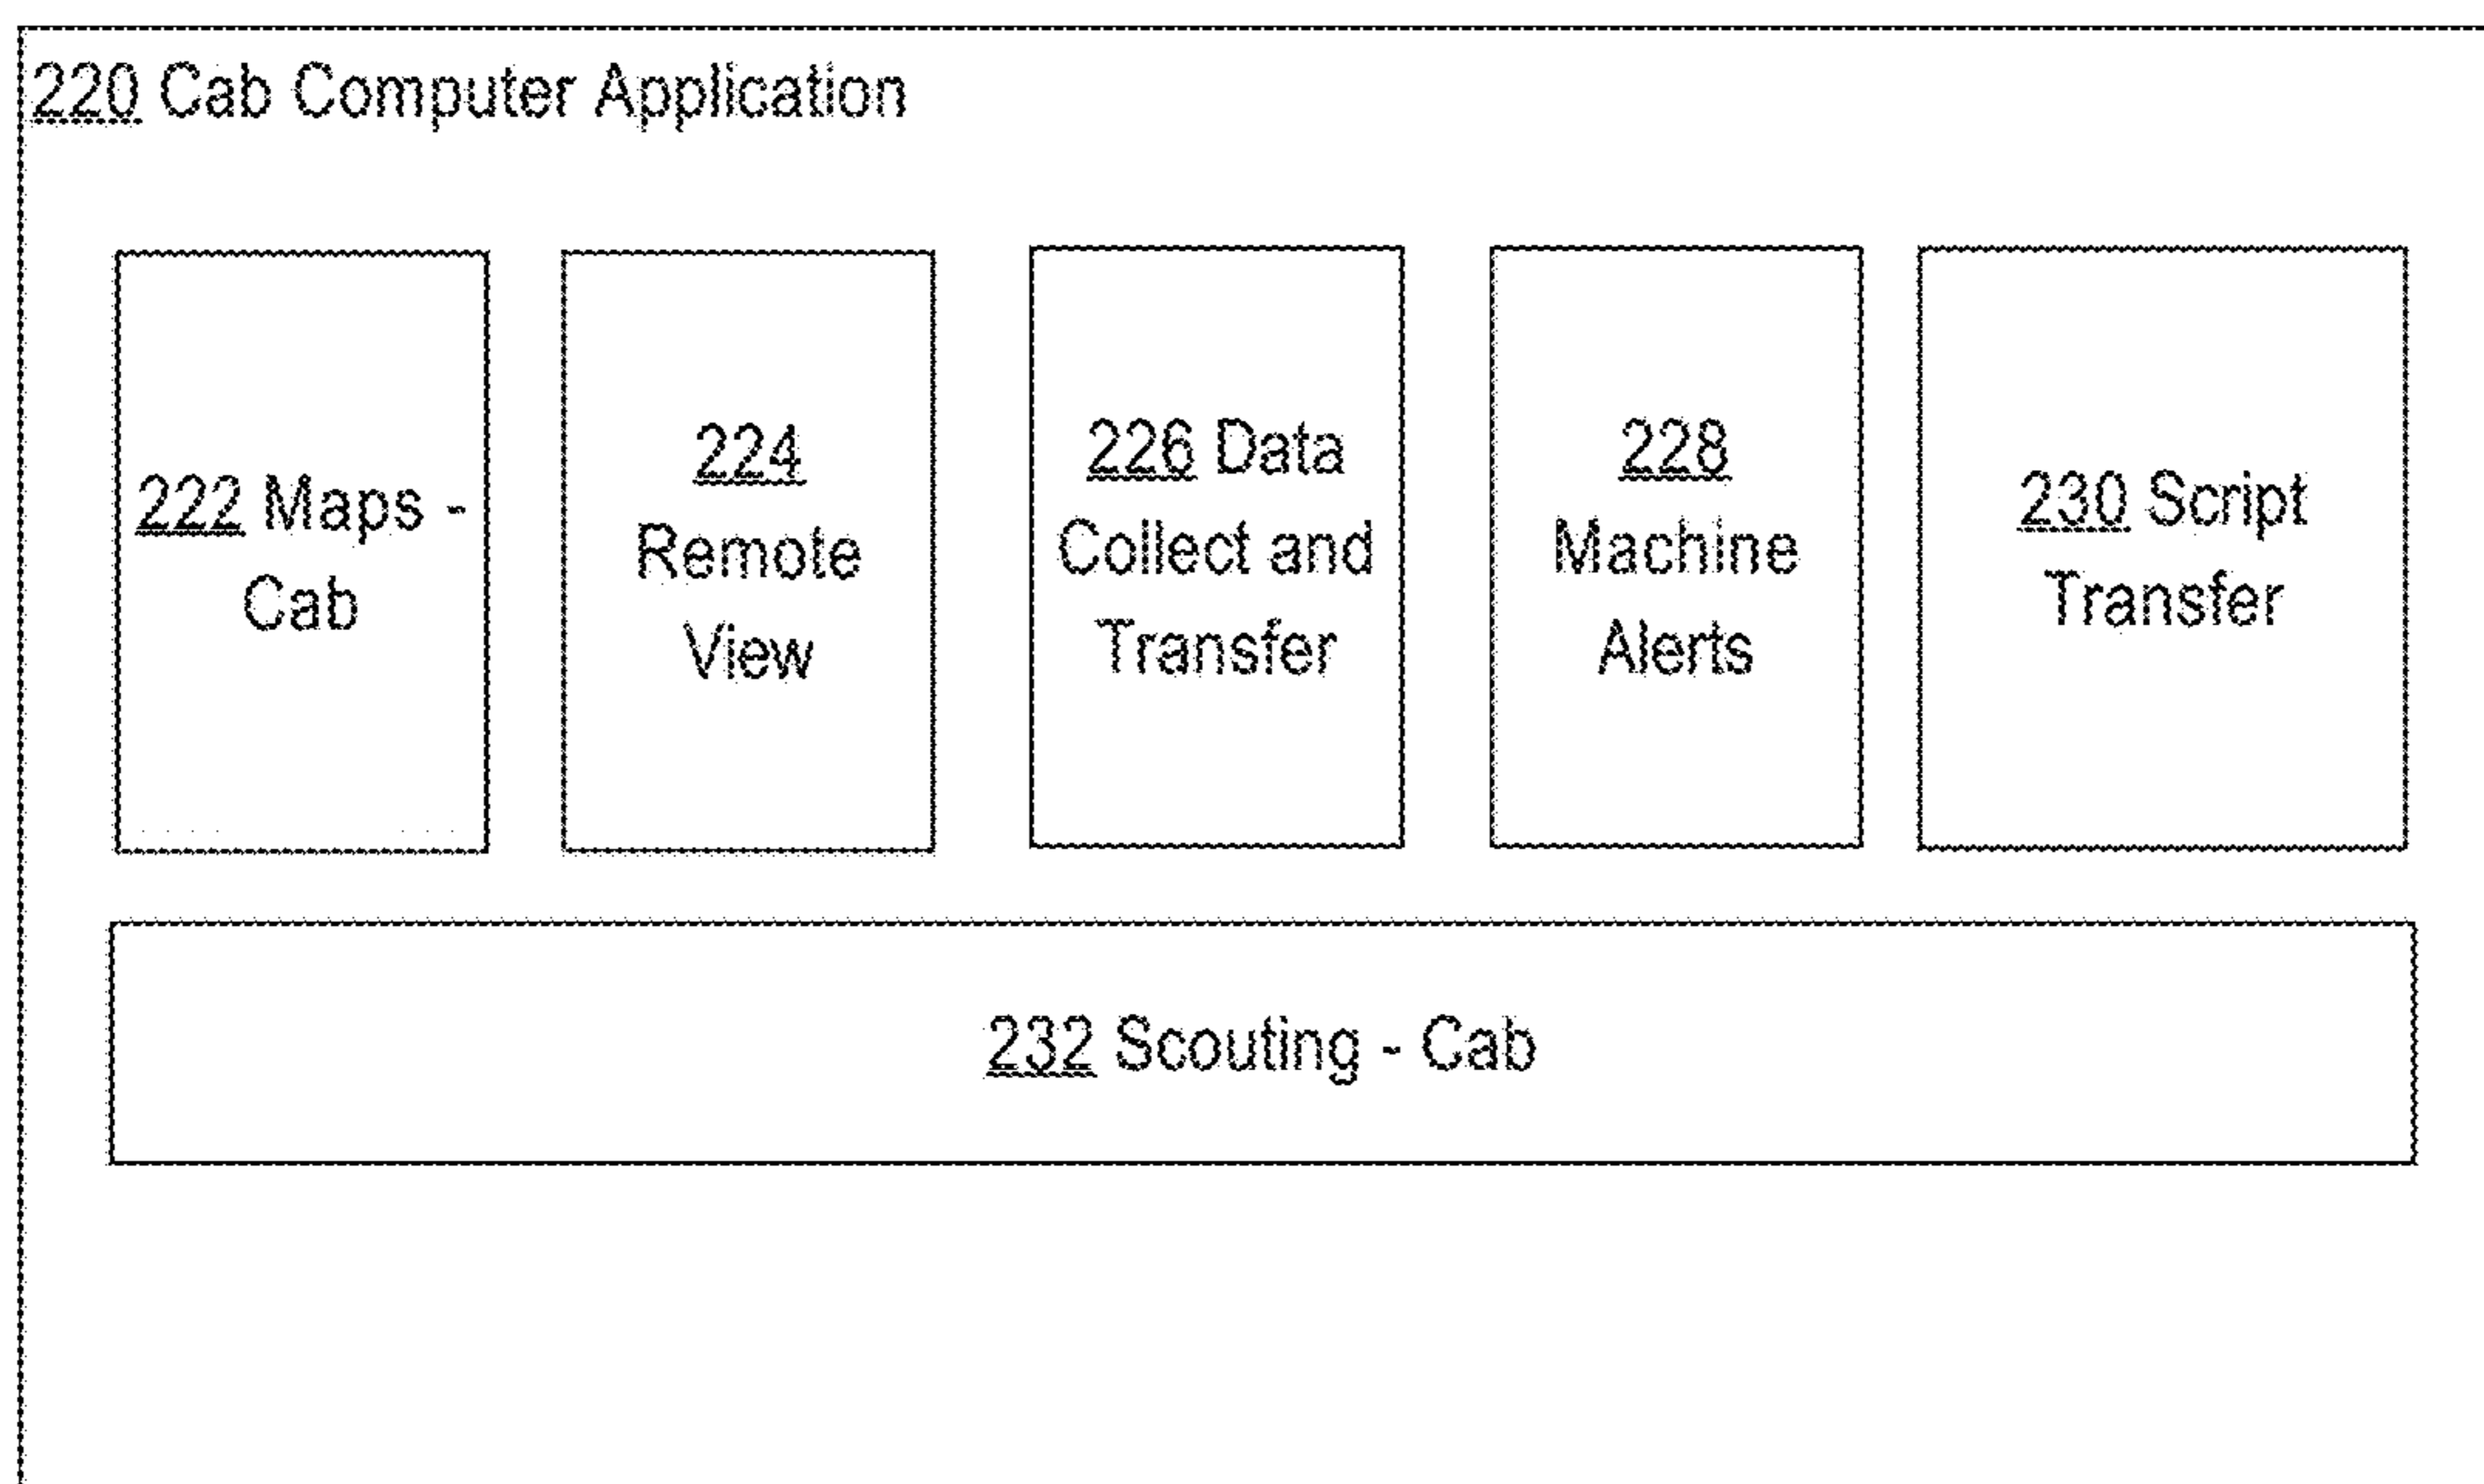 220 Cab Computer Application
222 Maps -
Cab
224
Remote
View
226 Data
Collect and
Transfer
228
Machine
Alerts
230 Script
Transfer
232 Scouting - Cab